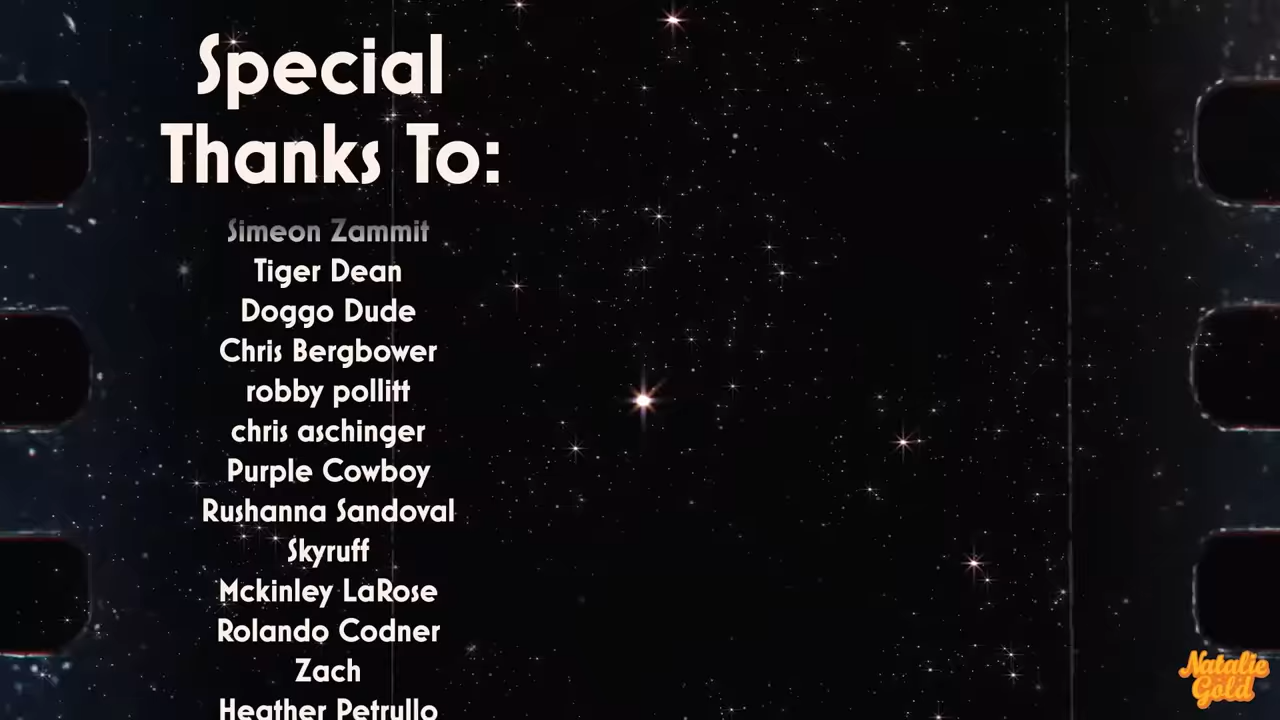 Special
Thanks To:
Simeon Zammit
Tiger Dean
Doggo Dude
Chris Bergbower
robby pollitt
chris aschinger
Purple Cowboy
Rushanna Sandoval
Skyruff
Mckinley LaRose
Rolando Codner
Zach
Heather Petrullo
Natalie
Gold